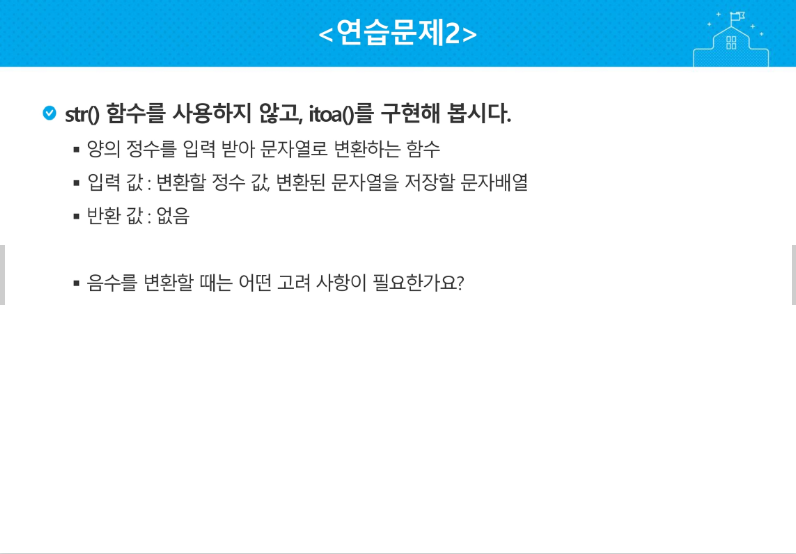 <연습문제2>
str() 함수를 사용하지 않고, itoa()를 구현해 봅시다.
▪ 양의 정수를 입력 받아 문자열로 변환하는 함수
▪ 입력 값 : 변환할 정수 값, 변환된 문자열을 저장할 문자배열
▪ 반환 값 : 없음
▪ 음수를 변환할 때는 어떤 고려 사항이 필요한가요?